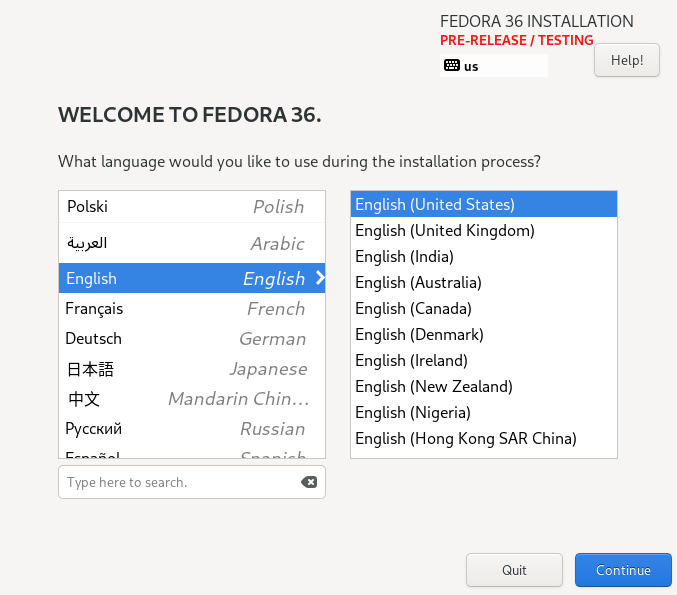 FEDORA 36 INSTALLATION
PRE-RELEASE / TESTING
us
Help!
WELCOME TO FEDORA 36.
What language would you like to use during the installation process?
Polski Polish
العربية Arabic
English English
Français French
Deutsch German
日本語 Japanese
中文 Mandarin Chin…
Русский Russian
Español Spanish
Type here to search.
English (United States)
English (United Kingdom)
English (India)
English (Australia)
English (Canada)
English (Denmark)
English (Ireland)
English (New Zealand)
English (Nigeria)
English (Hong Kong SAR China)
Quit
Continue